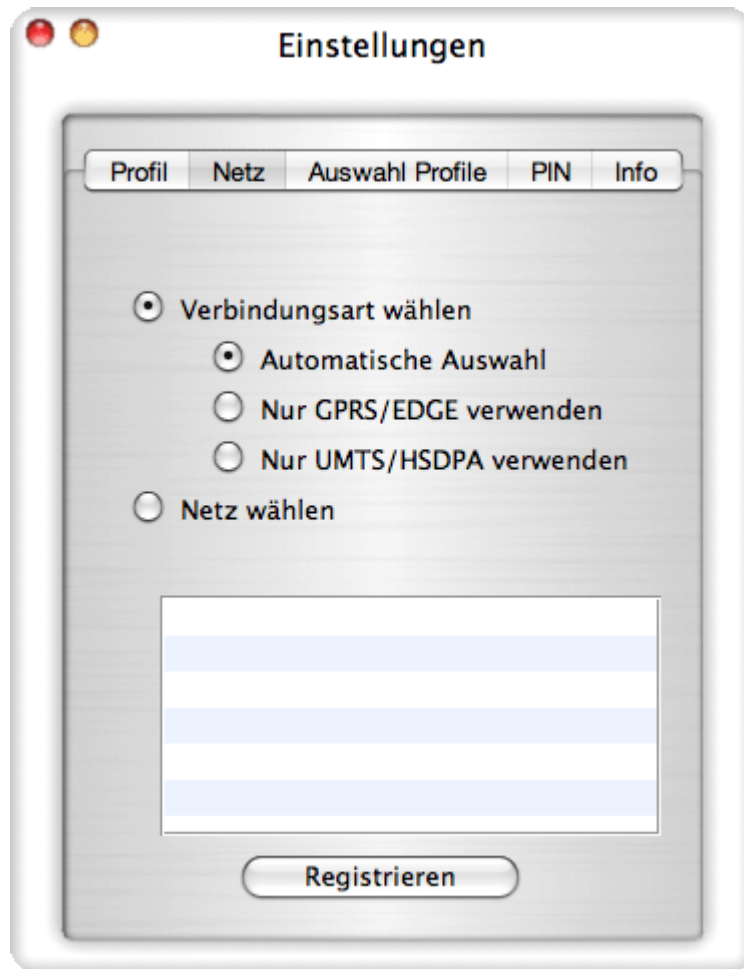 Einstellungen
Profil Netz Auswahl Profile PIN Info
Verbindungsart wählen
Automatische Auswahl
Nur GPRS/EDGE verwenden
Nur UMTS/HSDPA verwenden
Netz wählen
Registrieren